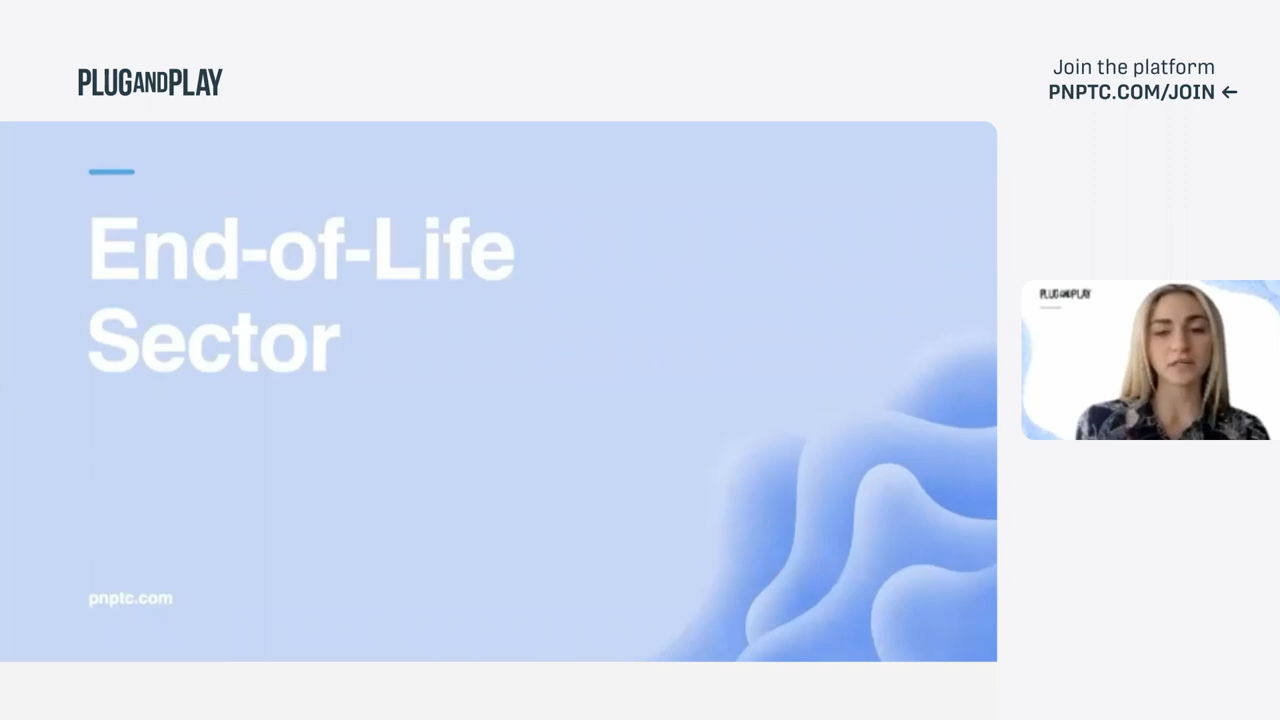 PLUGANDPLAY
Join the platform
PNPTC.COM/JOIN ←
End-of-Life
Sector
PLUGANDPLAY
pnptc.com